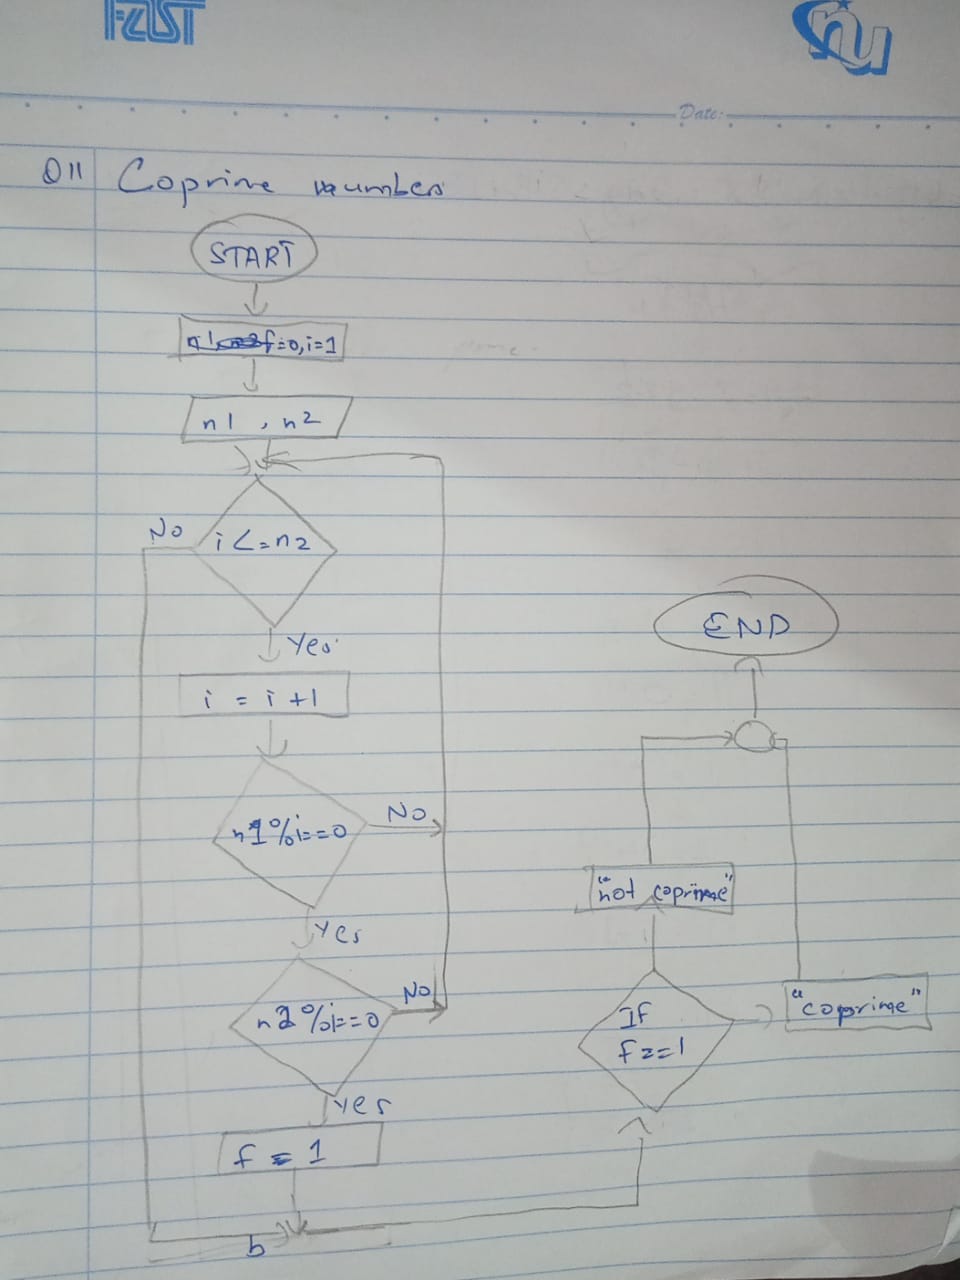 FAST
nu
Date:
Q11 Coprime number
START
f=0, i=1
n1 , n2
i <= n2
No
Yes
i = i + 1
n1%i==0
No
Yes
n2%i==0
No
Yes
f = 1
b
END
"not coprime"
"coprime"
If
f==1